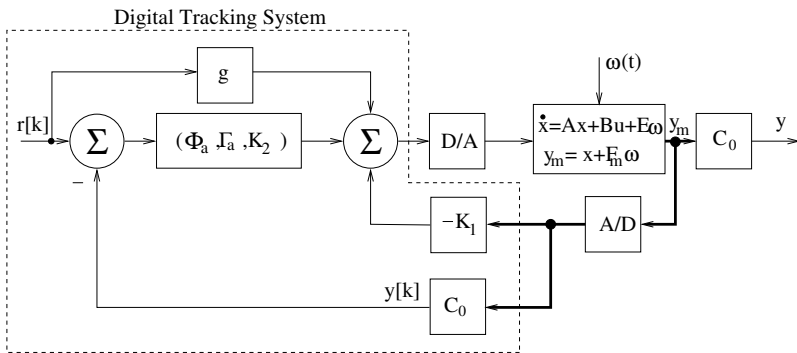 Digital Tracking System
g
ω(t)
r[k]
Σ
(Φₐ ,Γₐ ,K₂ )
Σ
D/A
ẋ=Ax+Bu+Eω
yₘ= x+Fₘω
yₘ
C₀
y
−
−K₁
A/D
y[k]
C₀